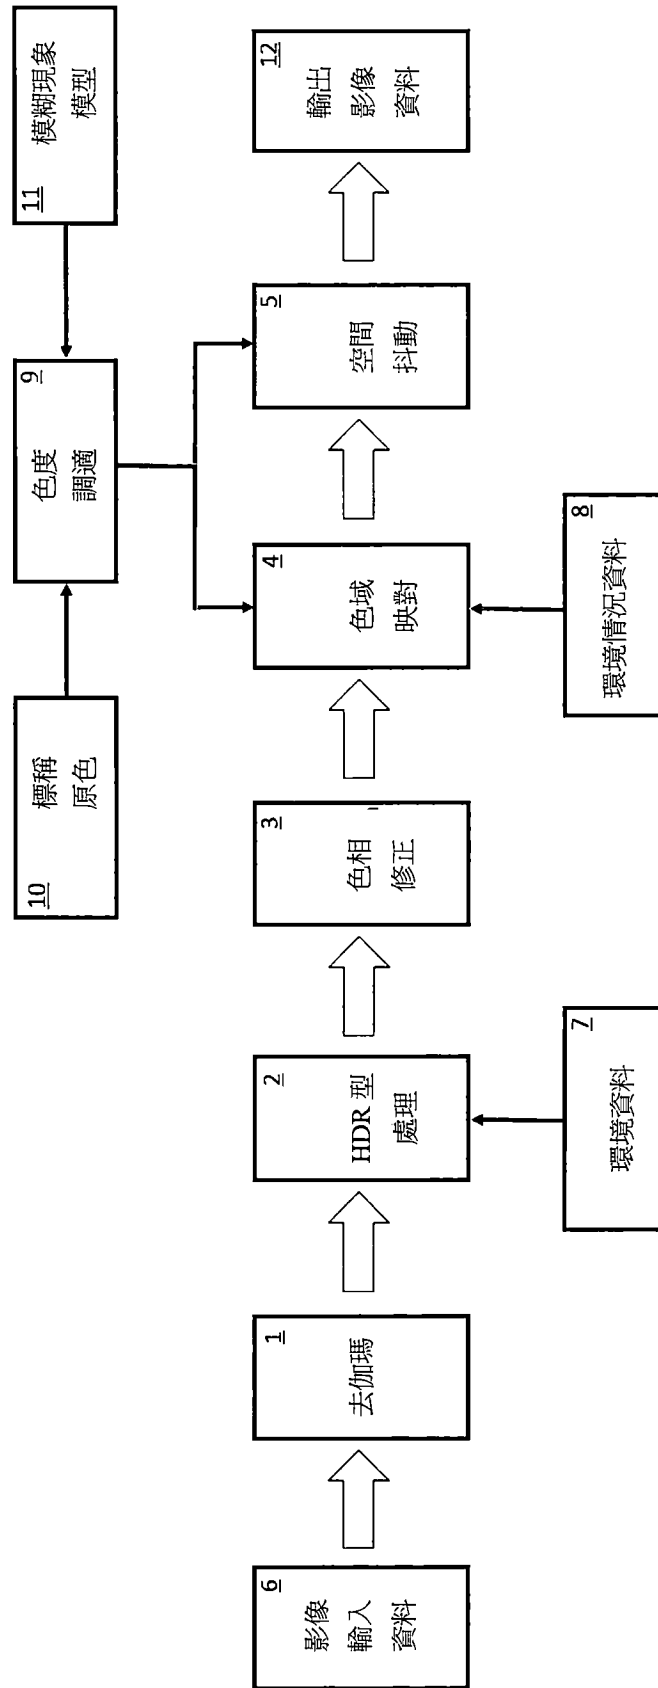 10
標稱
原色
9
色度
調適
11
模糊現象
模型
6
影像
輸入
資料
1
去伽瑪
2
HDR 型
處理
3
色相
修正
4
色域
映對
5
空間
抖動
12
輸出
影像
資料
7
環境資料
8
環境情況資料